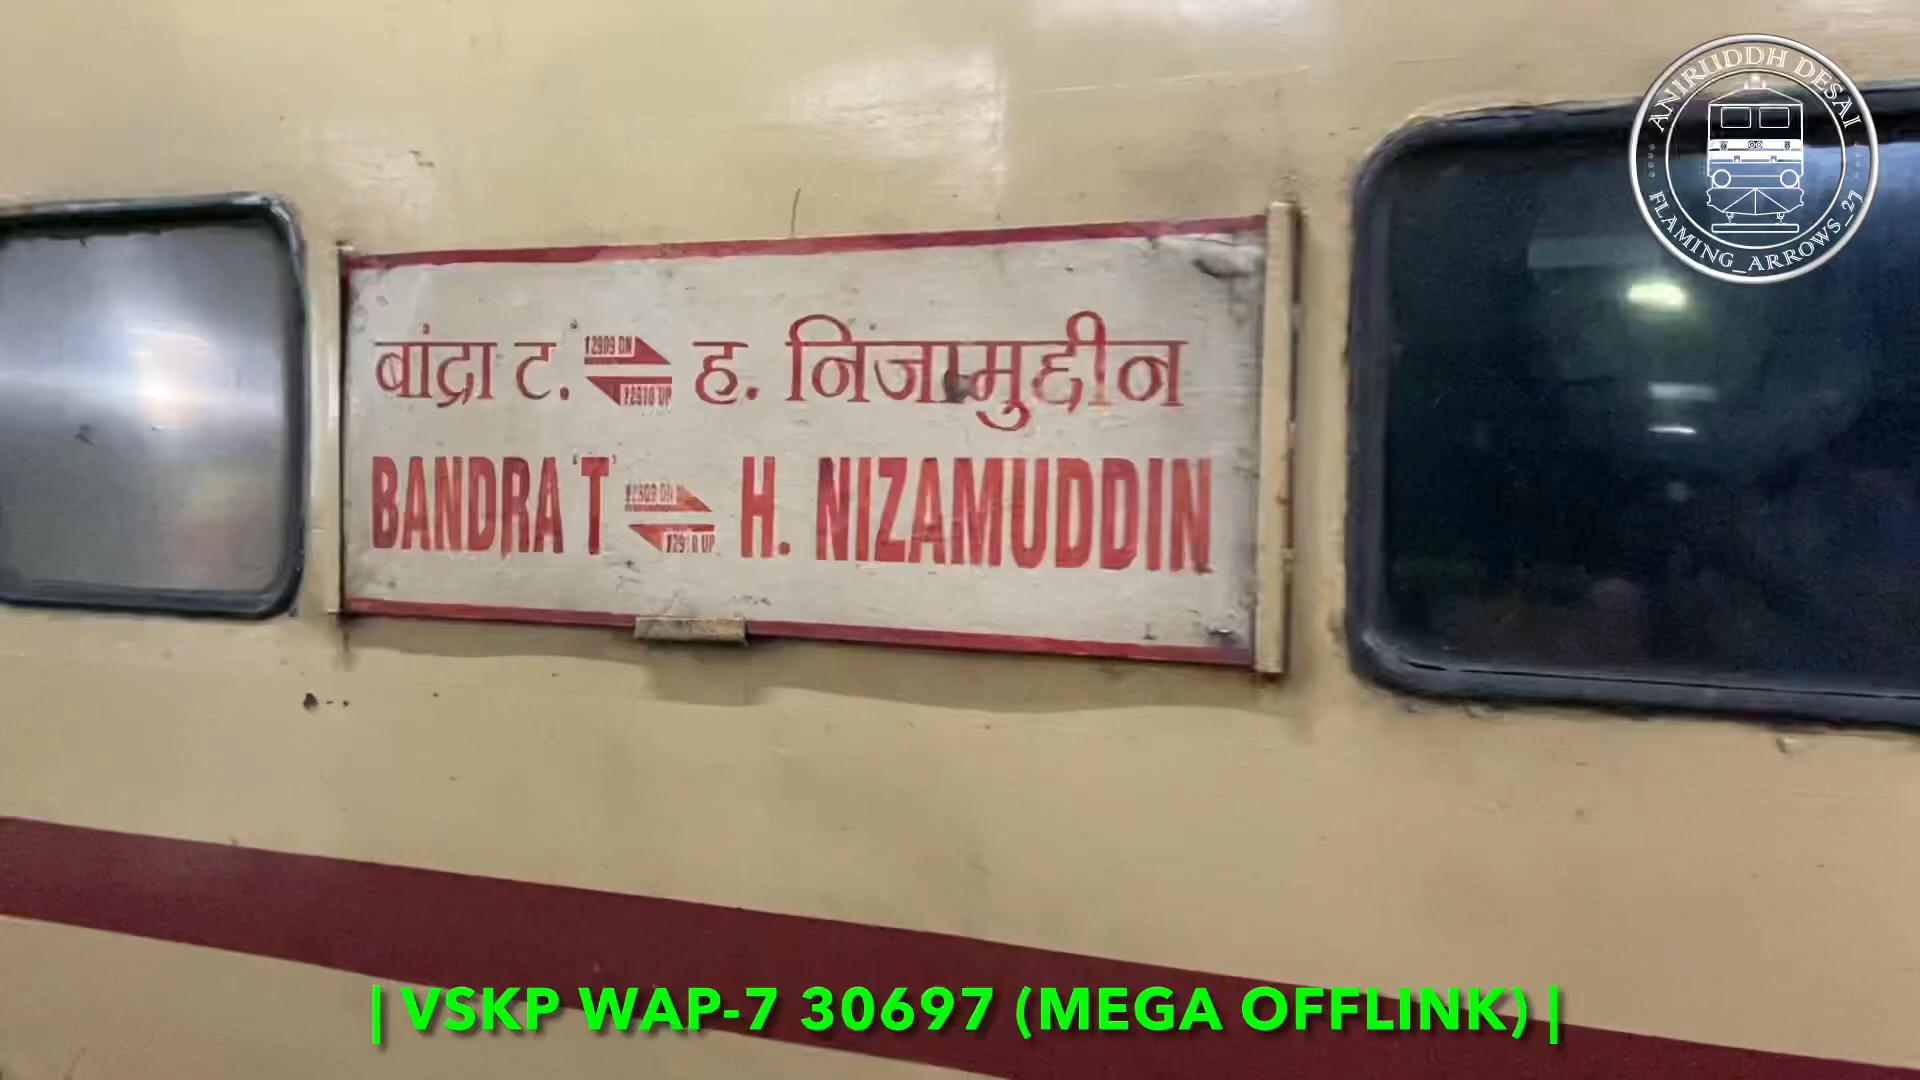 ANIRUDDH DESAI
FLAMING_ARROWS_27
बांद्रा ट. 12909 DN 12910 UP ह. निजामुद्दीन
BANDRA 'T' 12909 DN 12910 UP H. NIZAMUDDIN
| VSKP WAP-7 30697 (MEGA OFFLINK) |